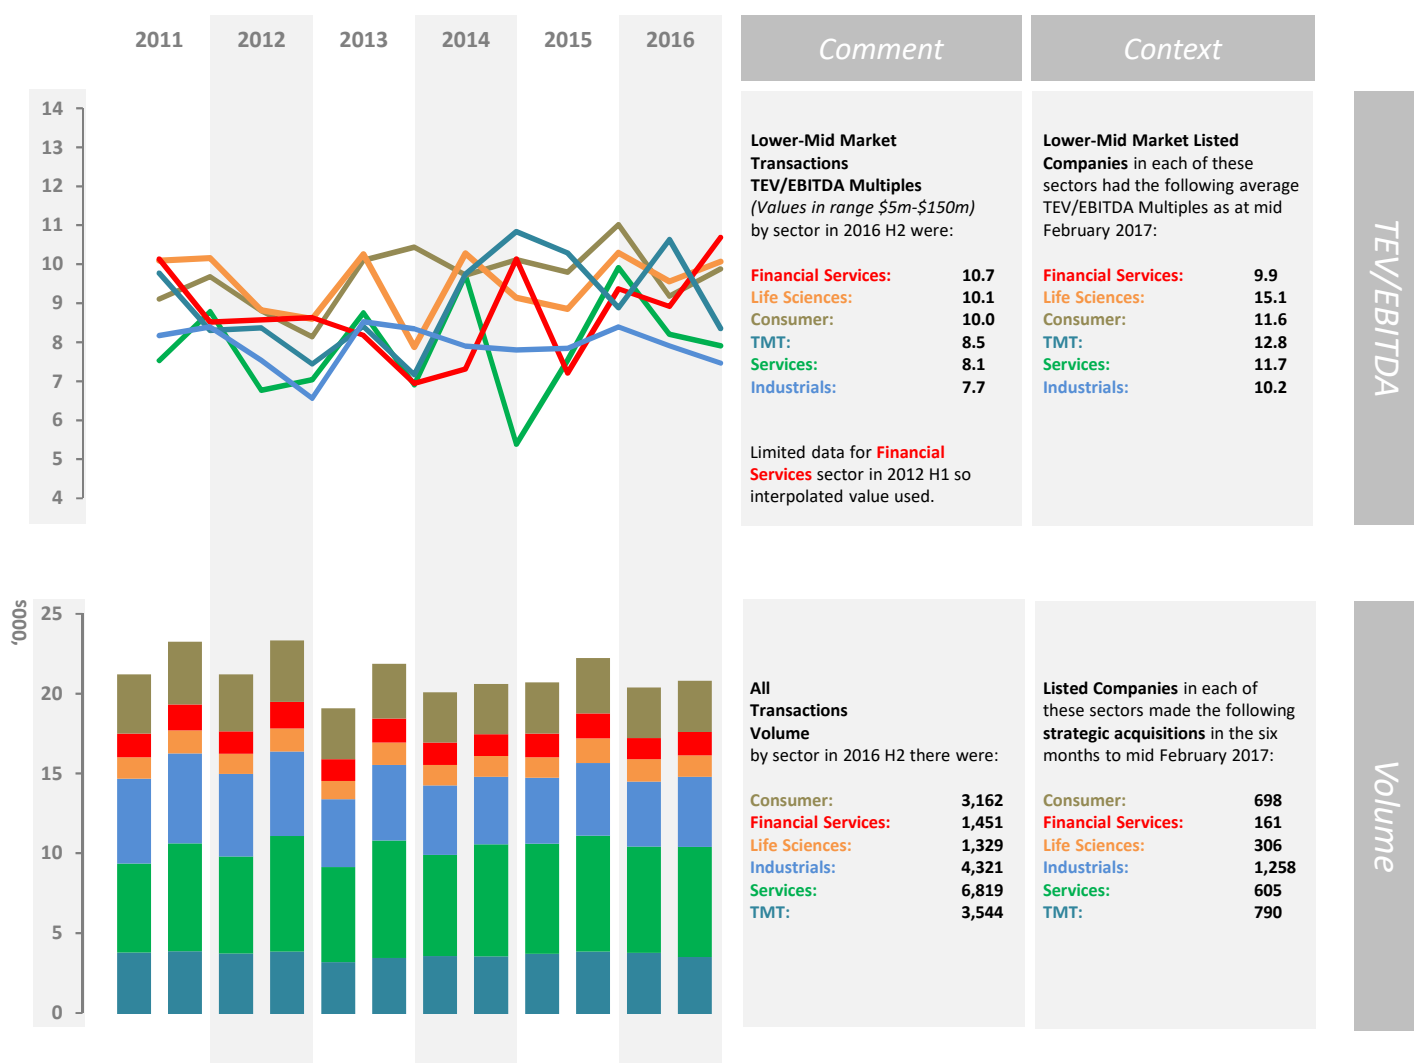 2011 2012 2013 2014 2015 2016
Comment
Context
14
13
12
11
10
9
8
7
6
5
4
Lower-Mid Market
Transactions
TEV/EBITDA Multiples
(Values in range $5m-$150m)
by sector in 2016 H2 were:
Financial Services: 10.7
Life Sciences: 10.1
Consumer: 10.0
TMT: 8.5
Services: 8.1
Industrials: 7.7
Limited data for Financial
Services sector in 2012 H1 so
interpolated value used.
Lower-Mid Market Listed
Companies in each of these
sectors had the following average
TEV/EBITDA Multiples as at mid
February 2017:
Financial Services: 9.9
Life Sciences: 15.1
Consumer: 11.6
TMT: 12.8
Services: 11.7
Industrials: 10.2
TEV/EBITDA
'000s
25
20
15
10
5
0
All
Transactions
Volume
by sector in 2016 H2 there were:
Consumer: 3,162
Financial Services: 1,451
Life Sciences: 1,329
Industrials: 4,321
Services: 6,819
TMT: 3,544
Listed Companies in each of
these sectors made the following
strategic acquisitions in the six
months to mid February 2017:
Consumer: 698
Financial Services: 161
Life Sciences: 306
Industrials: 1,258
Services: 605
TMT: 790
Volume